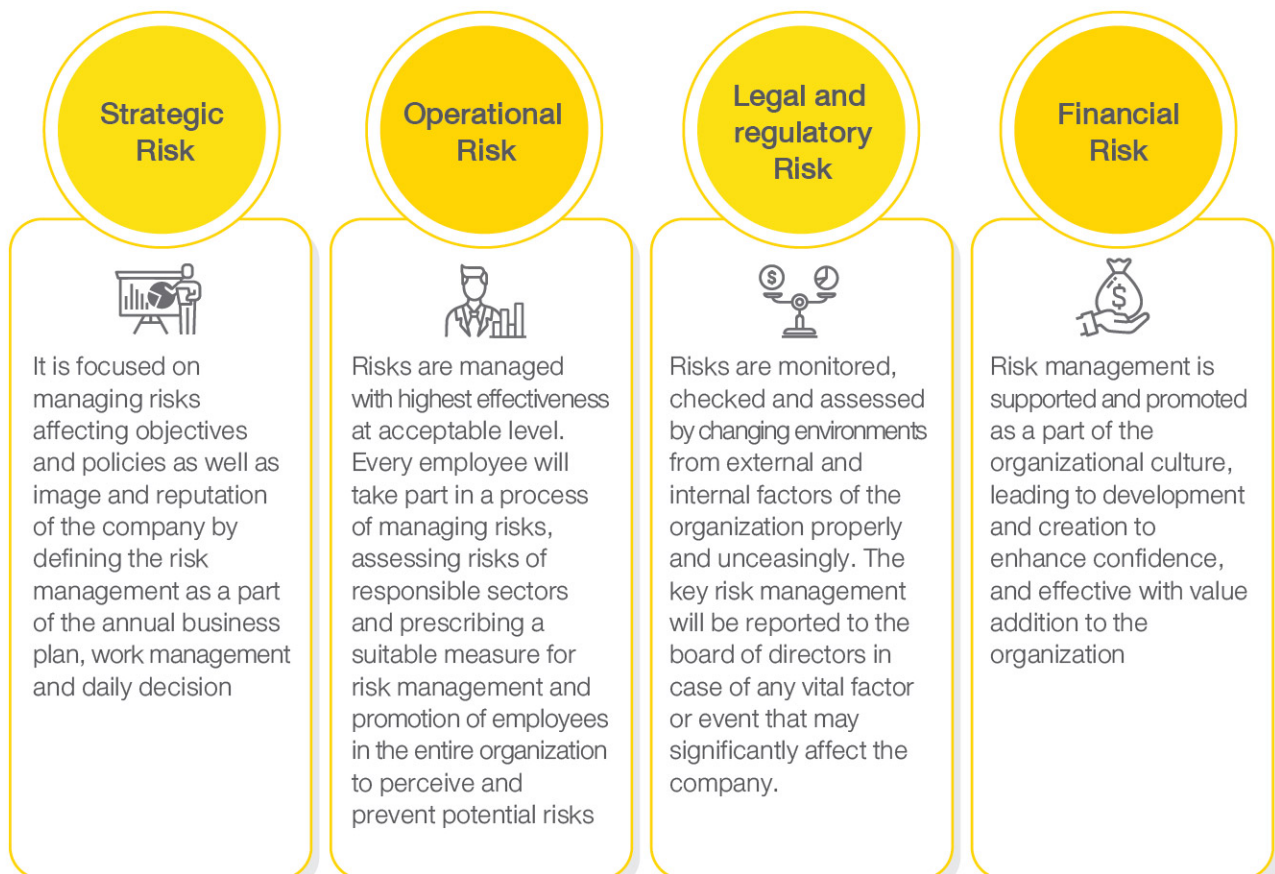 Strategic
Risk
It is focused on
managing risks
affecting objectives
and policies as well as
image and reputation
of the company by
defining the risk
management as a part
of the annual business
plan, work management
and daily decision
Operational
Risk
Risks are managed
with highest effectiveness
at acceptable level.
Every employee will
take part in a process
of managing risks,
assessing risks of
responsible sectors
and prescribing a
suitable measure for
risk management and
promotion of employees
in the entire organization
to perceive and
prevent potential risks
Legal and
regulatory
Risk
$
Risks are monitored,
checked and assessed
by changing environments
from external and
internal factors of the
organization properly
and unceasingly. The
key risk management
will be reported to the
board of directors in
case of any vital factor
or event that may
significantly affect the
company.
Financial
Risk
$
Risk management is
supported and promoted
as a part of the
organizational culture,
leading to development
and creation to
enhance confidence,
and effective with value
addition to the
organization